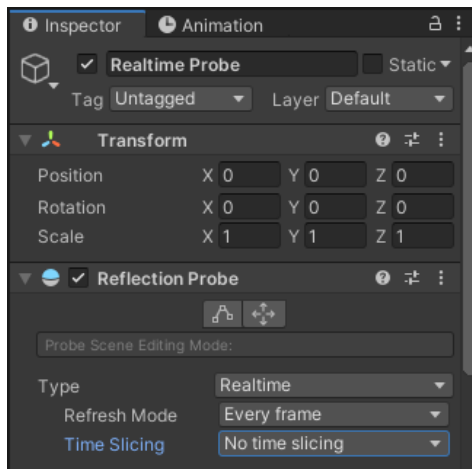 Inspector Animation
Realtime Probe Static
Tag Untagged Layer Default
Transform
Position X 0 Y 0 Z 0
Rotation X 0 Y 0 Z 0
Scale X 1 Y 1 Z 1
Reflection Probe
Probe Scene Editing Mode:
Type Realtime
Refresh Mode Every frame
Time Slicing No time slicing